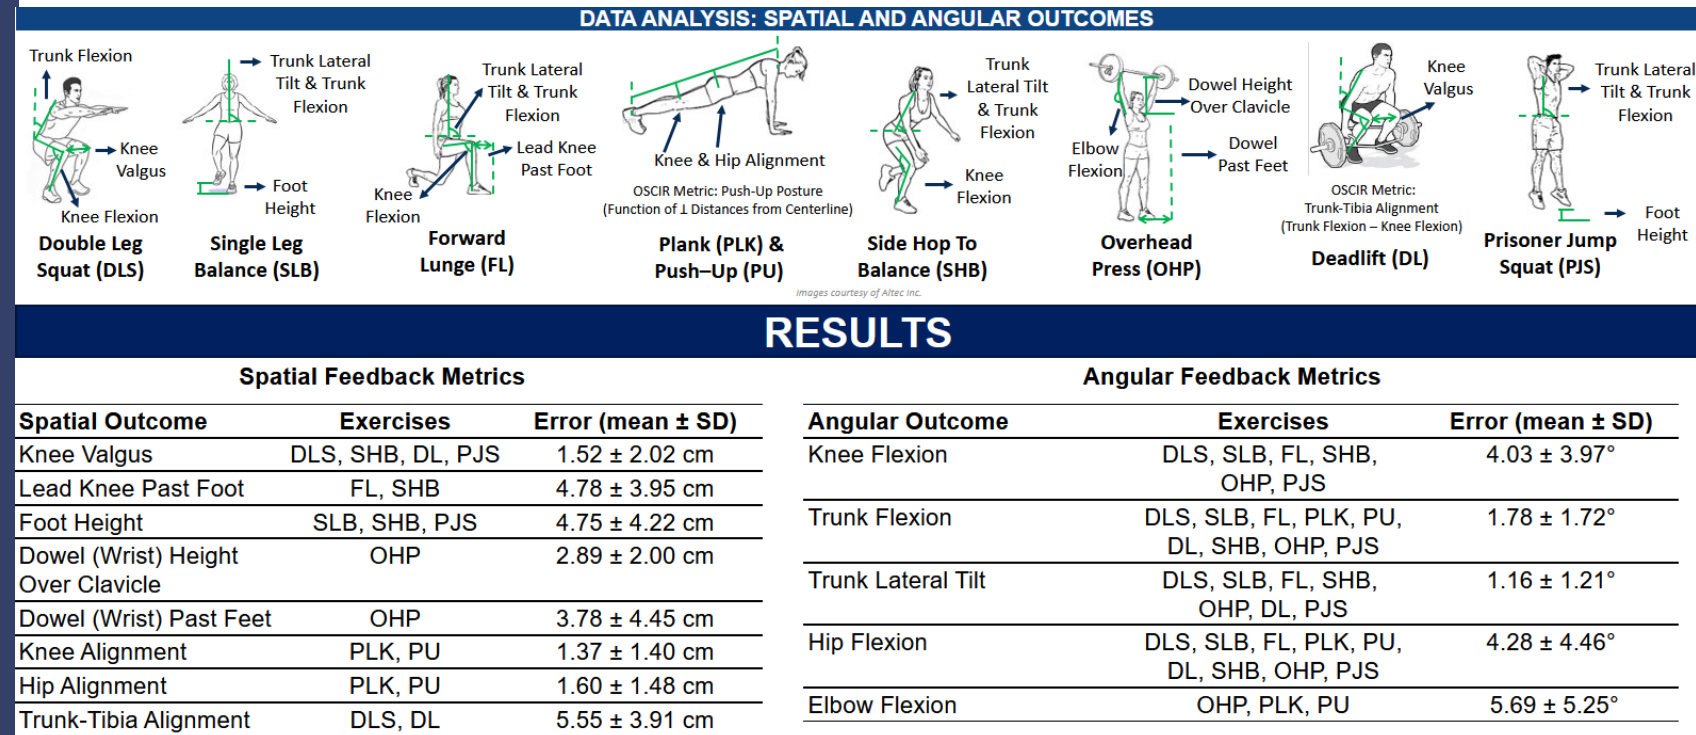 DATA ANALYSIS: SPATIAL AND ANGULAR OUTCOMES
Trunk Flexion
Knee
Valgus
Knee Flexion
Double Leg
Squat (DLS)
Trunk Lateral
Tilt & Trunk
Flexion
Foot
Height
Single Leg
Balance (SLB)
Trunk Lateral
Tilt & Trunk
Flexion
Lead Knee
Past Foot
Knee
Flexion
Forward
Lunge (FL)
Knee & Hip Alignment
OSCIR Metric: Push-Up Posture
(Function of ⊥ Distances from Centerline)
Plank (PLK) &
Push–Up (PU)
Trunk
Lateral Tilt
& Trunk
Flexion
Knee
Flexion
Side Hop To
Balance (SHB)
Dowel Height
Over Clavicle
Elbow
Flexion
Dowel
Past Feet
Overhead
Press (OHP)
Knee
Valgus
OSCIR Metric:
Trunk-Tibia Alignment
(Trunk Flexion – Knee Flexion)
Deadlift (DL)
Trunk Lateral
Tilt & Trunk
Flexion
Foot
Height
Prisoner Jump
Squat (PJS)
Images courtesy of Altec Inc.
RESULTS
Spatial Feedback Metrics
Spatial Outcome Exercises Error (mean ± SD)
Knee Valgus DLS, SHB, DL, PJS 1.52 ± 2.02 cm
Lead Knee Past Foot FL, SHB 4.78 ± 3.95 cm
Foot Height SLB, SHB, PJS 4.75 ± 4.22 cm
Dowel (Wrist) Height OHP 2.89 ± 2.00 cm
Over Clavicle
Dowel (Wrist) Past Feet OHP 3.78 ± 4.45 cm
Knee Alignment PLK, PU 1.37 ± 1.40 cm
Hip Alignment PLK, PU 1.60 ± 1.48 cm
Trunk-Tibia Alignment DLS, DL 5.55 ± 3.91 cm
Angular Feedback Metrics
Angular Outcome Exercises Error (mean ± SD)
Knee Flexion DLS, SLB, FL, SHB, 4.03 ± 3.97°
OHP, PJS
Trunk Flexion DLS, SLB, FL, PLK, PU, 1.78 ± 1.72°
DL, SHB, OHP, PJS
Trunk Lateral Tilt DLS, SLB, FL, SHB, 1.16 ± 1.21°
OHP, DL, PJS
Hip Flexion DLS, SLB, FL, PLK, PU, 4.28 ± 4.46°
DL, SHB, OHP, PJS
Elbow Flexion OHP, PLK, PU 5.69 ± 5.25°